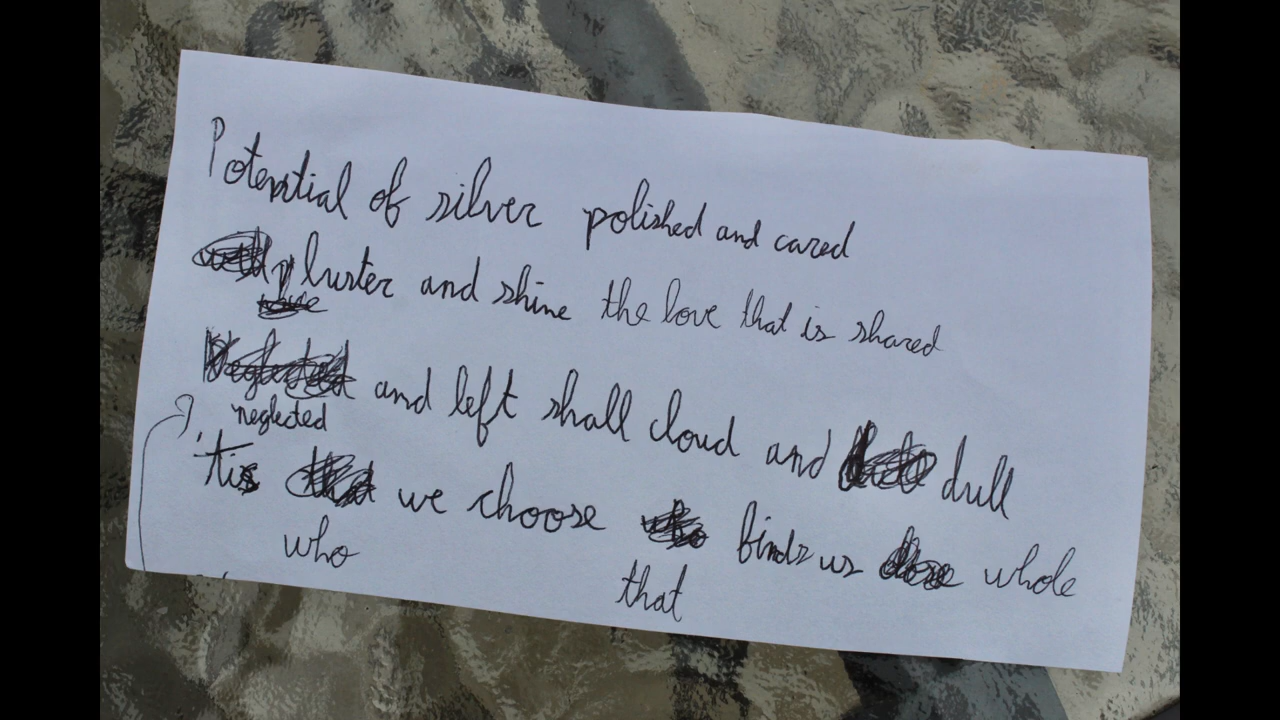 Potential of silver polished and cared
luster and shine the love that is shared
and left shall cloud and dull
neglected
'tis we choose binds us whole
who
that